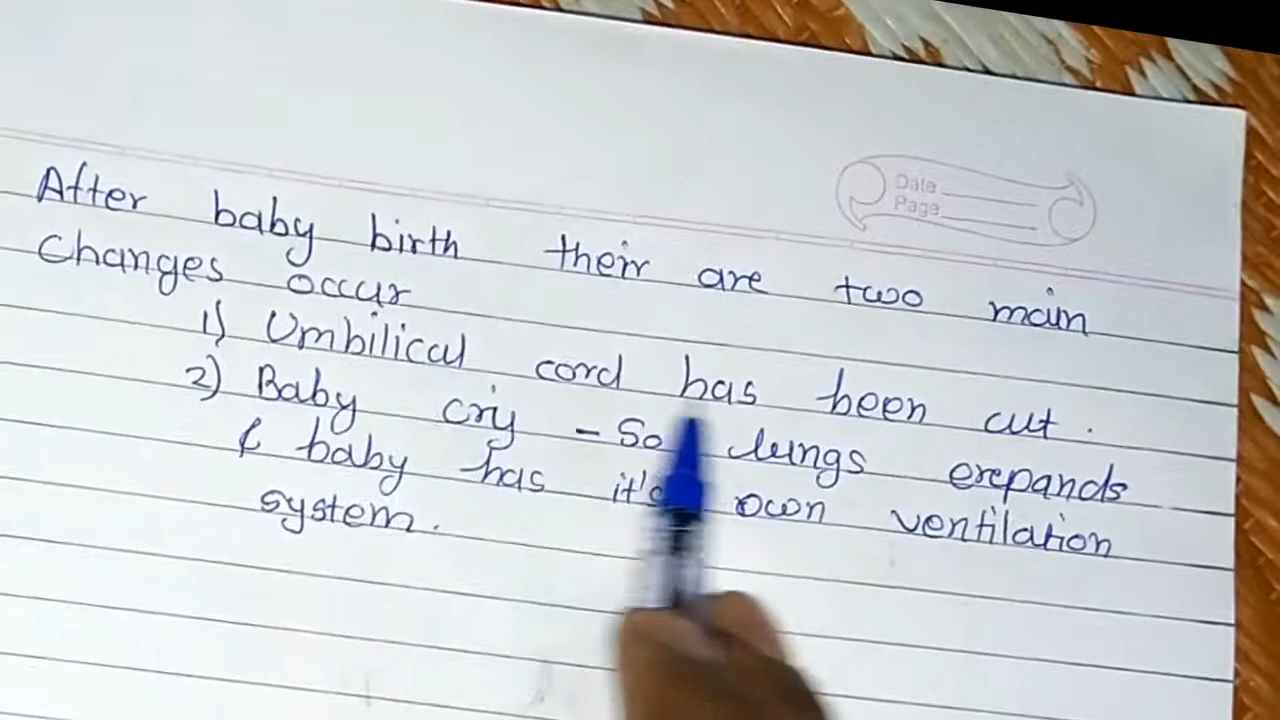 Date
Page
After baby birth their are two main
Changes occur
1) Umbilical cord has been cut.
2) Baby cry - So lungs expands
& baby has it's own ventilation
system.